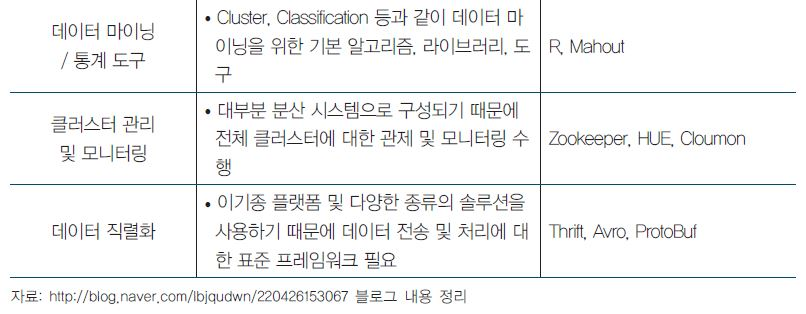 데이터 마이닝
/ 통계 도구
• Cluster, Classification 등과 같이 데이터 마
이닝을 위한 기본 알고리즘, 라이브러리, 도
구
R, Mahout
클러스터 관리
및 모니터링
• 대부분 분산 시스템으로 구성되기 때문에
전체 클러스터에 대한 관제 및 모니터링 수
행
Zookeeper, HUE, Cloumon
데이터 직렬화
• 이기종 플랫폼 및 다양한 종류의 솔루션을
사용하기 때문에 데이터 전송 및 처리에 대
한 표준 프레임워크 필요
Thrift, Avro, ProtoBuf
자료: http://blog.naver.com/lbjqudwn/220426153067 블로그 내용 정리